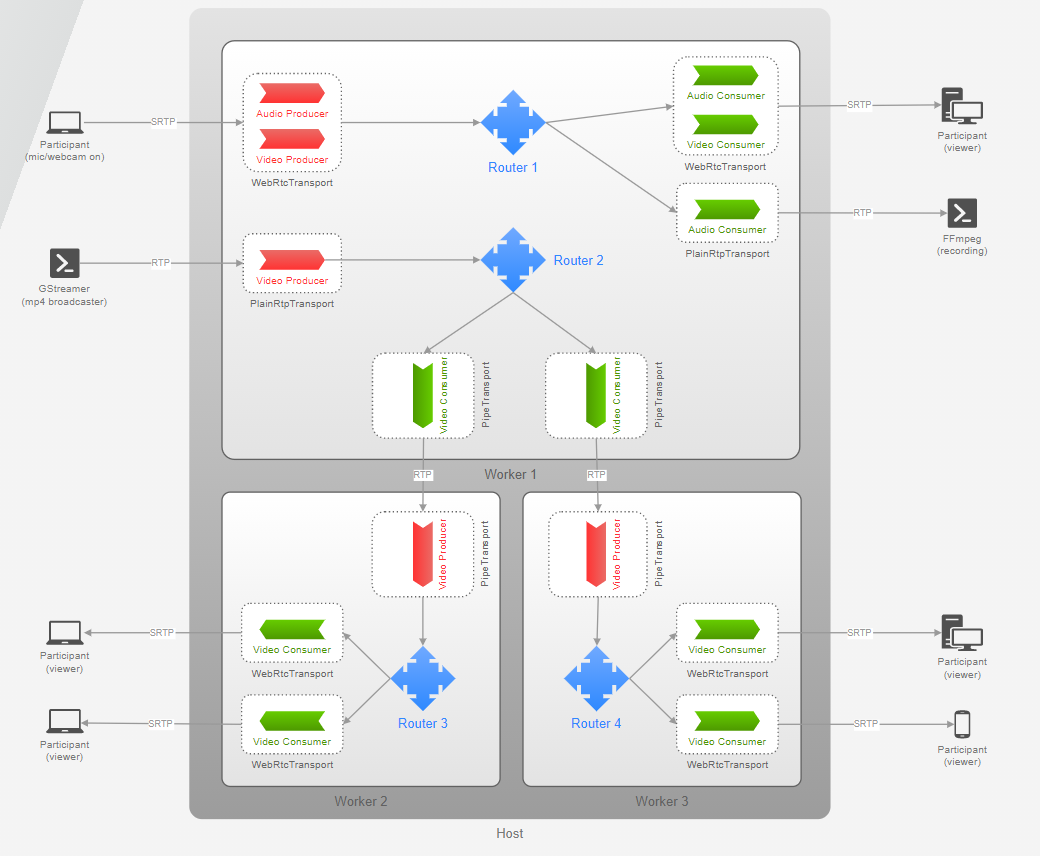 Audio Producer
Video Producer
WebRtcTransport
SRTP
Participant
(mic/webcam on)
Router 1
Audio Consumer
Video Consumer
WebRtcTransport
SRTP
Participant
(viewer)
Audio Consumer
PlainRtpTransport
RTP
FFmpeg
(recording)
GStreamer
(mp4 broadcaster)
RTP
Video Producer
PlainRtpTransport
Router 2
Video Consumer
PipeTransport
Video Consumer
PipeTransport
RTP
Worker 1
RTP
Video Producer
PipeTransport
Video Producer
PipeTransport
Participant
(viewer)
SRTP
Video Consumer
WebRtcTransport
Video Consumer
WebRtcTransport
SRTP
Participant
(viewer)
Participant
(viewer)
SRTP
Video Consumer
WebRtcTransport
Router 3
Router 4
Video Consumer
WebRtcTransport
SRTP
Participant
(viewer)
Worker 2
Worker 3
Host